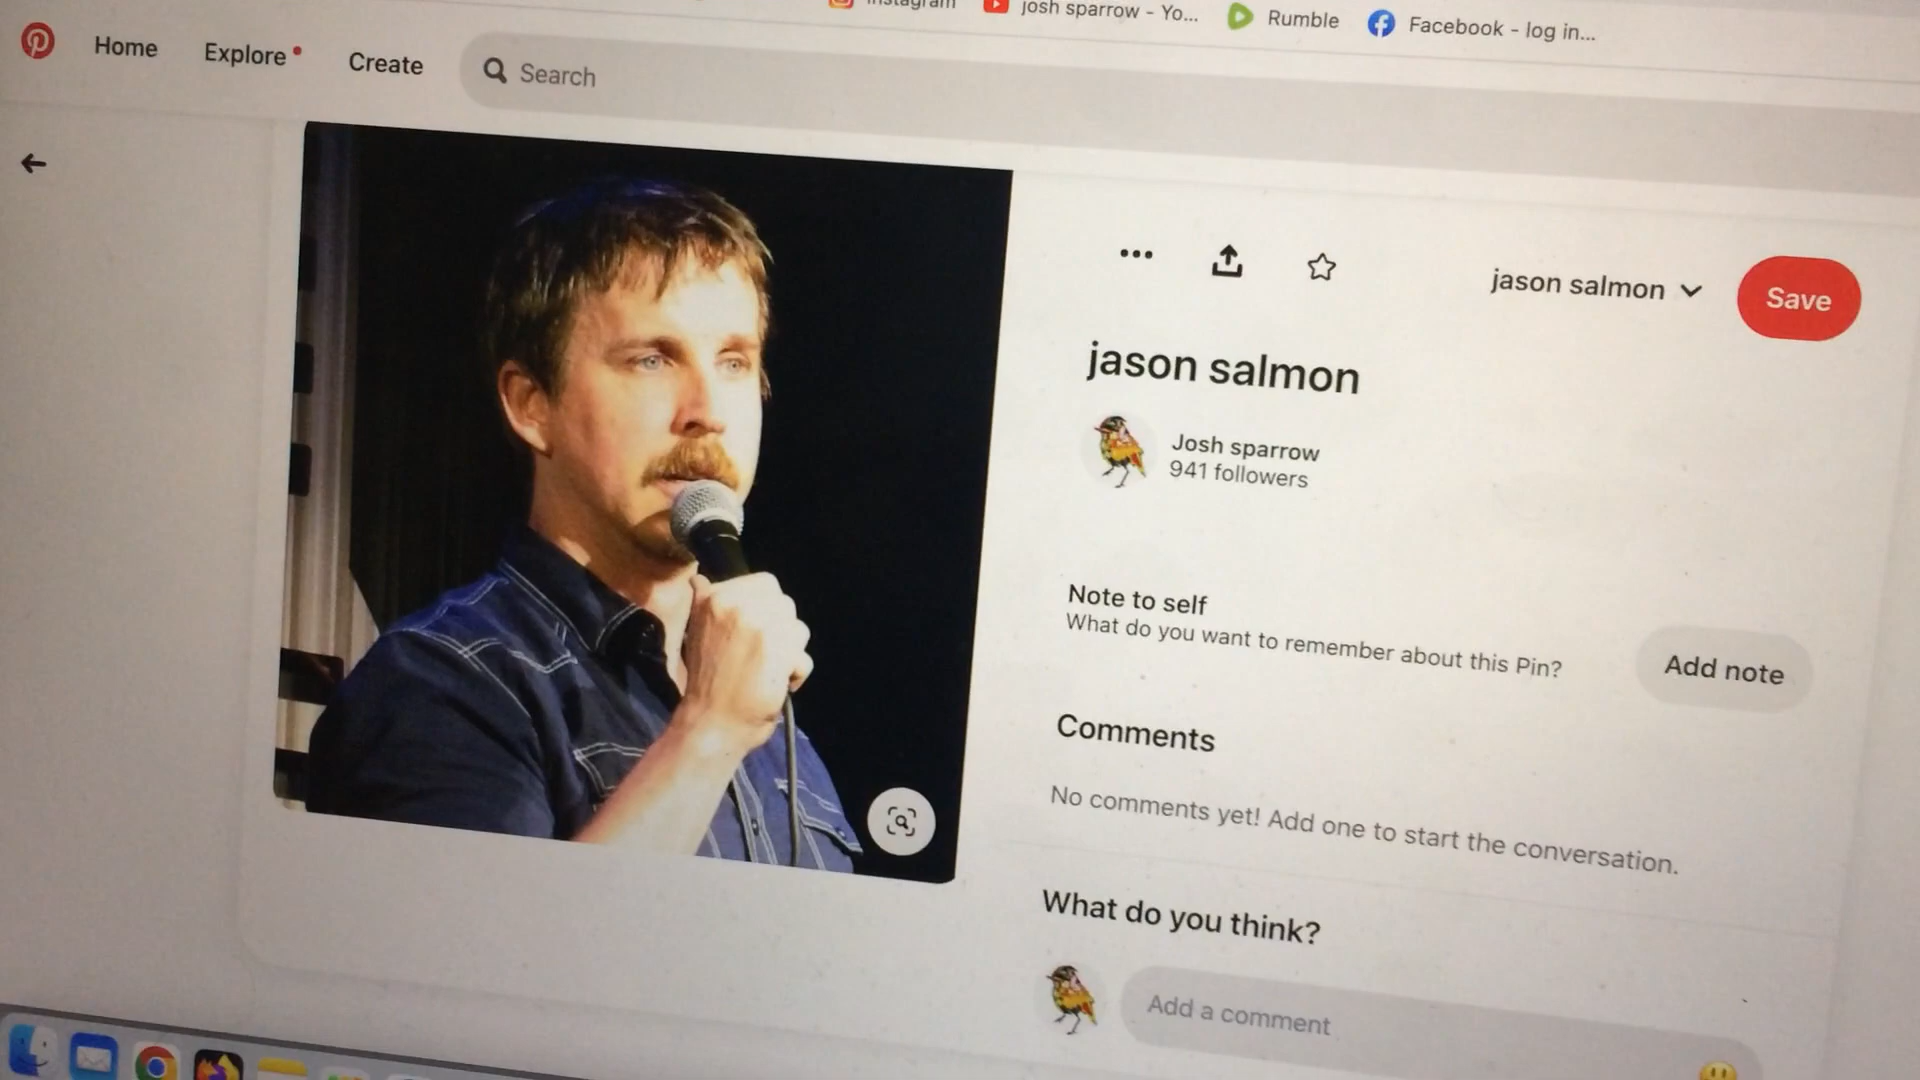 josh sparrow - Yo...
Rumble
Facebook - log in...
Home
Explore
Create
Search
jason salmon
Save
jason salmon
Josh sparrow
941 followers
Note to self
What do you want to remember about this Pin?
Add note
Comments
No comments yet! Add one to start the conversation.
What do you think?
Add a comment